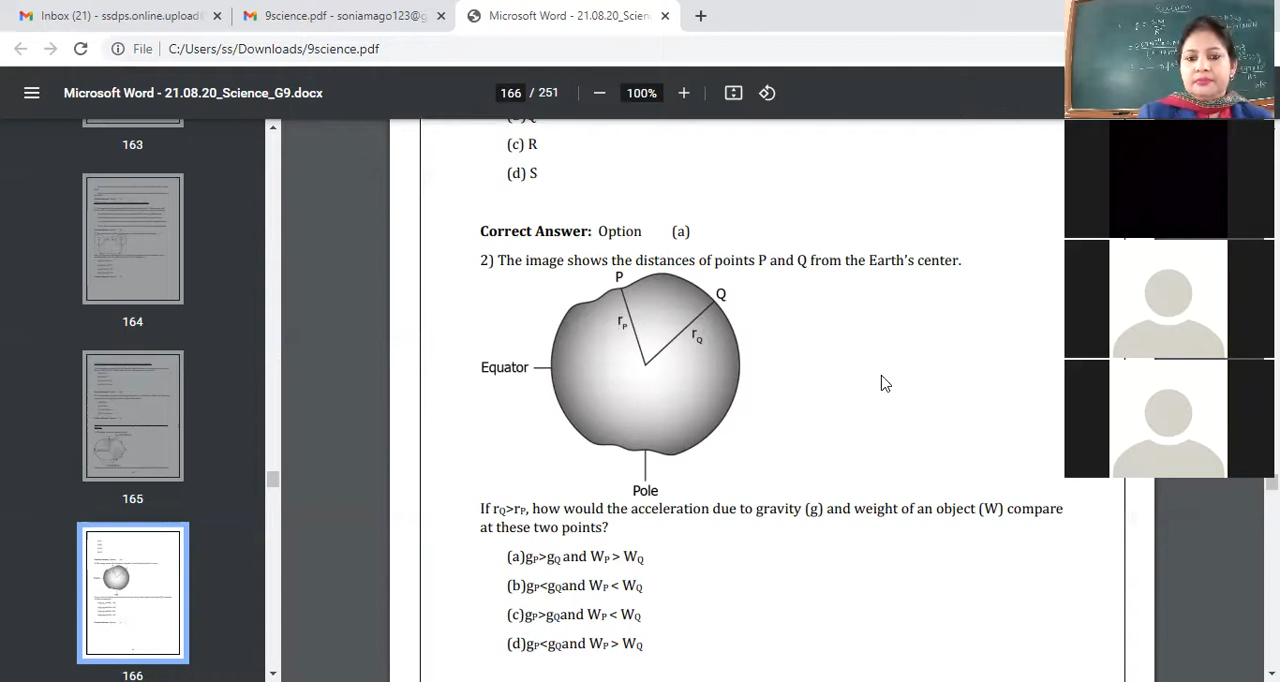 Inbox (21) - ssdps.online.upload
9science.pdf - soniamago123@g
Microsoft Word - 21.08.20_Scien
File
C:/Users/ss/Downloads/9science.pdf
Microsoft Word - 21.08.20_Science_G9.docx
166 / 251
100%
163
164
165
166
(c) R
(d) S
Correct Answer: Option (a)
2) The image shows the distances of points P and Q from the Earth's center.
P
Q
rP
rQ
Equator
Pole
If rQ>rP, how would the acceleration due to gravity (g) and weight of an object (W) compare
at these two points?
(a)gP>gQ and WP > WQ
(b)gP<gQand WP < WQ
(c)gP>gQand WP < WQ
(d)gP<gQand WP > WQ